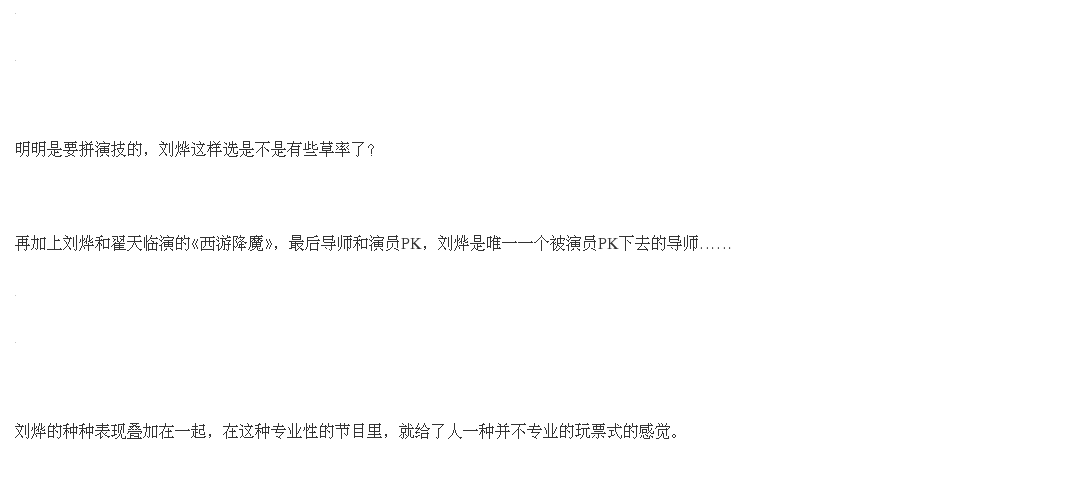 明明是要拼演技的，刘烨这样选是不是有些草率了？
再加上刘烨和翟天临演的《西游降魔》，最后导师和演员PK，刘烨是唯一一个被演员PK下去的导师……
刘烨的种种表现叠加在一起，在这种专业性的节目里，就给了人一种并不专业的玩票式的感觉。